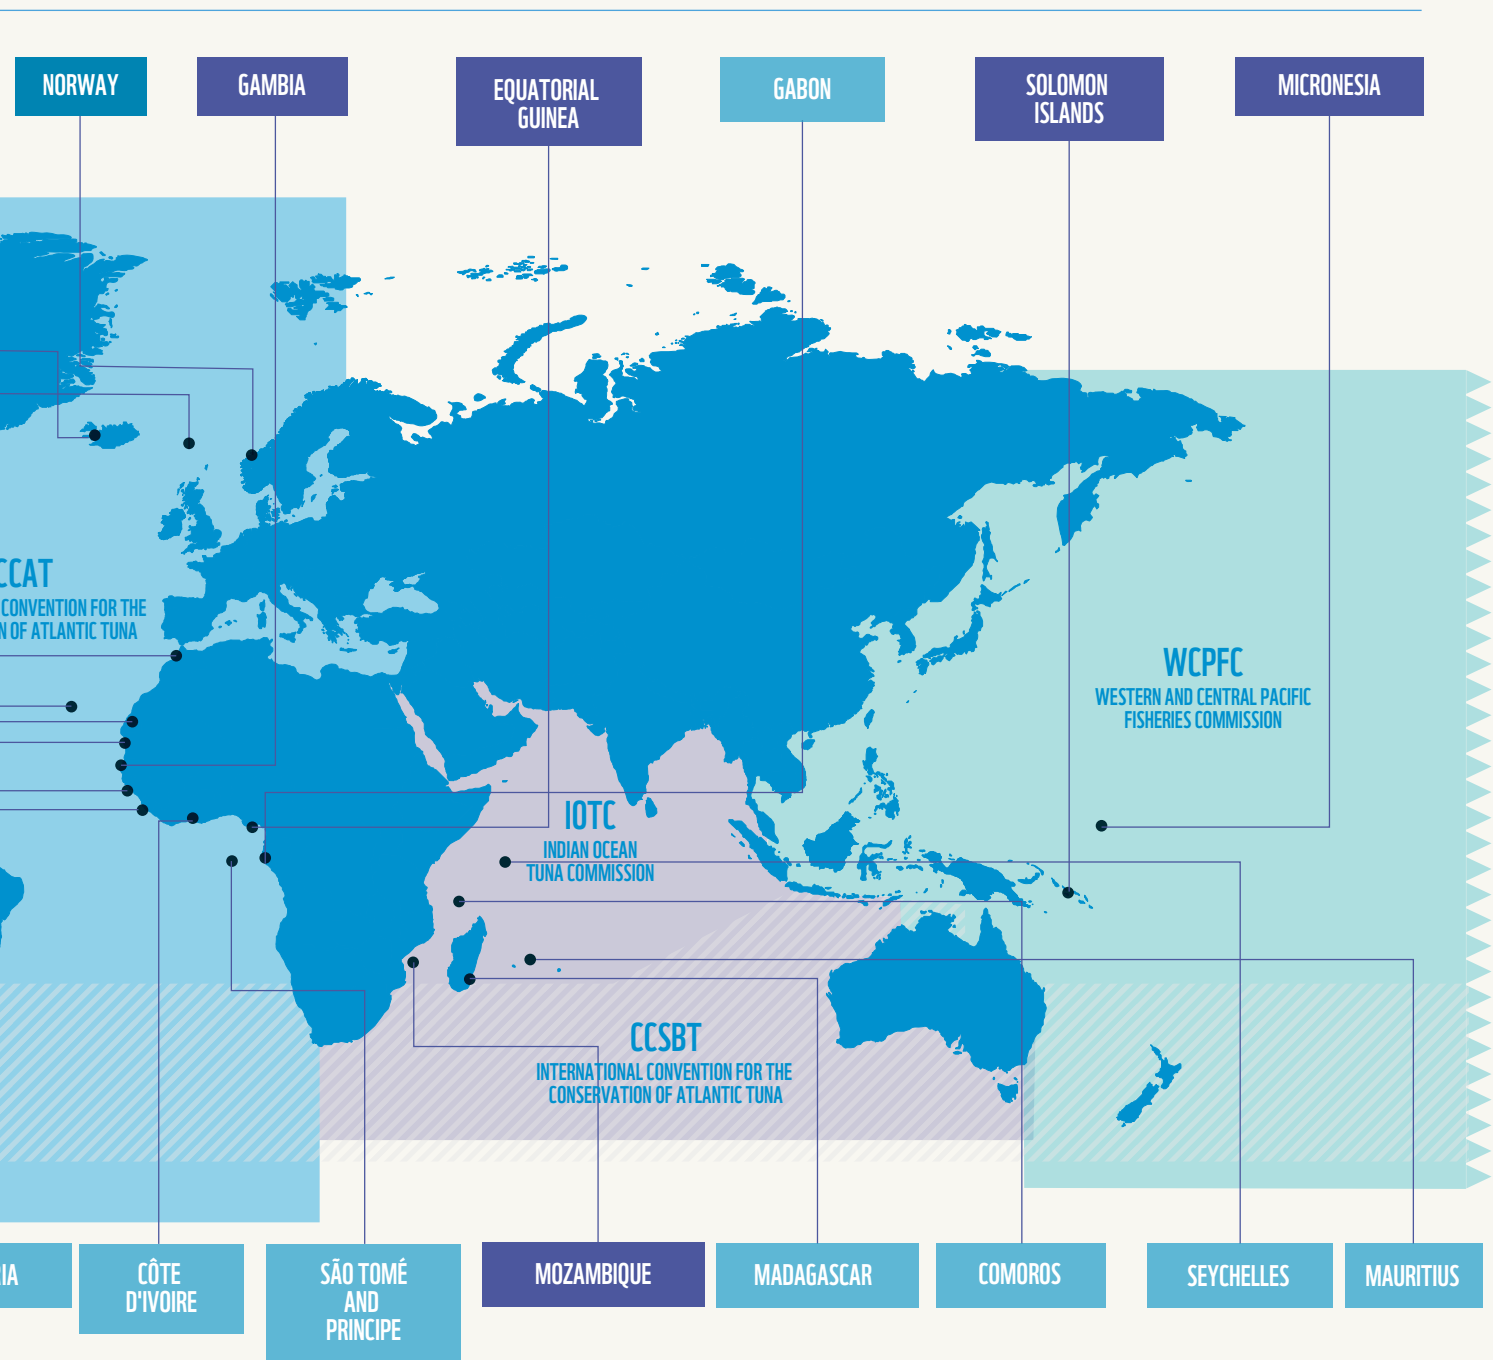 NORWAY
GAMBIA
EQUATORIAL
GUINEA
GABON
SOLOMON
ISLANDS
MICRONESIA
CCAT
CONVENTION FOR THE
N OF ATLANTIC TUNA
WCPFC
WESTERN AND CENTRAL PACIFIC
FISHERIES COMMISSION
IOTC
INDIAN OCEAN
TUNA COMMISSION
CCSBT
INTERNATIONAL CONVENTION FOR THE
CONSERVATION OF ATLANTIC TUNA
IA
CÔTE
D'IVOIRE
SÃO TOMÉ
AND
PRINCIPE
MOZAMBIQUE
MADAGASCAR
COMOROS
SEYCHELLES
MAURITIUS